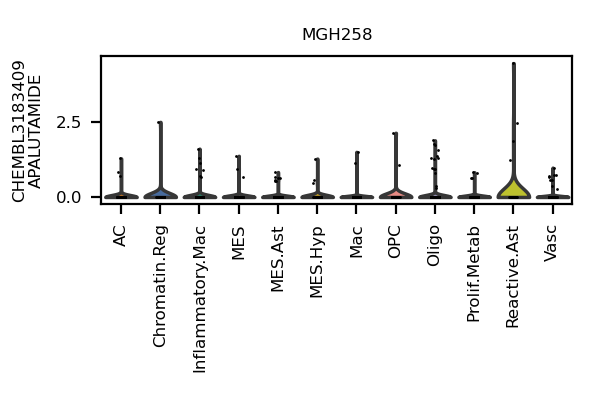 MGH258
CHEMBL3183409
APALUTAMIDE
2.5
0.0
AC
Chromatin.Reg
Inflammatory.Mac
MES
MES.Ast
MES.Hyp
Mac
OPC
Oligo
Prolif.Metab
Reactive.Ast
Vasc